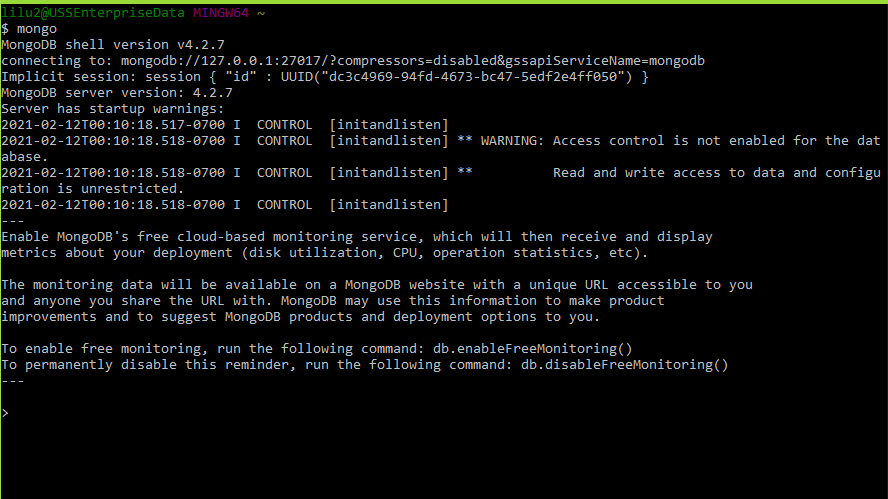 lilu2@USSEnterpriseData MINGW64 ~
$ mongo
MongoDB shell version v4.2.7
connecting to: mongodb://127.0.0.1:27017/?compressors=disabled&gssapiServiceName=mongodb
Implicit session: session { "id" : UUID("dc3c4969-94fd-4673-bc47-5edf2e4ff050") }
MongoDB server version: 4.2.7
Server has startup warnings:
2021-02-12T00:10:18.517-0700 I  CONTROL  [initandlisten]
2021-02-12T00:10:18.518-0700 I  CONTROL  [initandlisten] ** WARNING: Access control is not enabled for the dat
abase.
2021-02-12T00:10:18.518-0700 I  CONTROL  [initandlisten] **          Read and write access to data and configu
ration is unrestricted.
2021-02-12T00:10:18.518-0700 I  CONTROL  [initandlisten]
---
Enable MongoDB's free cloud-based monitoring service, which will then receive and display
metrics about your deployment (disk utilization, CPU, operation statistics, etc).
The monitoring data will be available on a MongoDB website with a unique URL accessible to you
and anyone you share the URL with. MongoDB may use this information to make product
improvements and to suggest MongoDB products and deployment options to you.
To enable free monitoring, run the following command: db.enableFreeMonitoring()
To permanently disable this reminder, run the following command: db.disableFreeMonitoring()
---
>